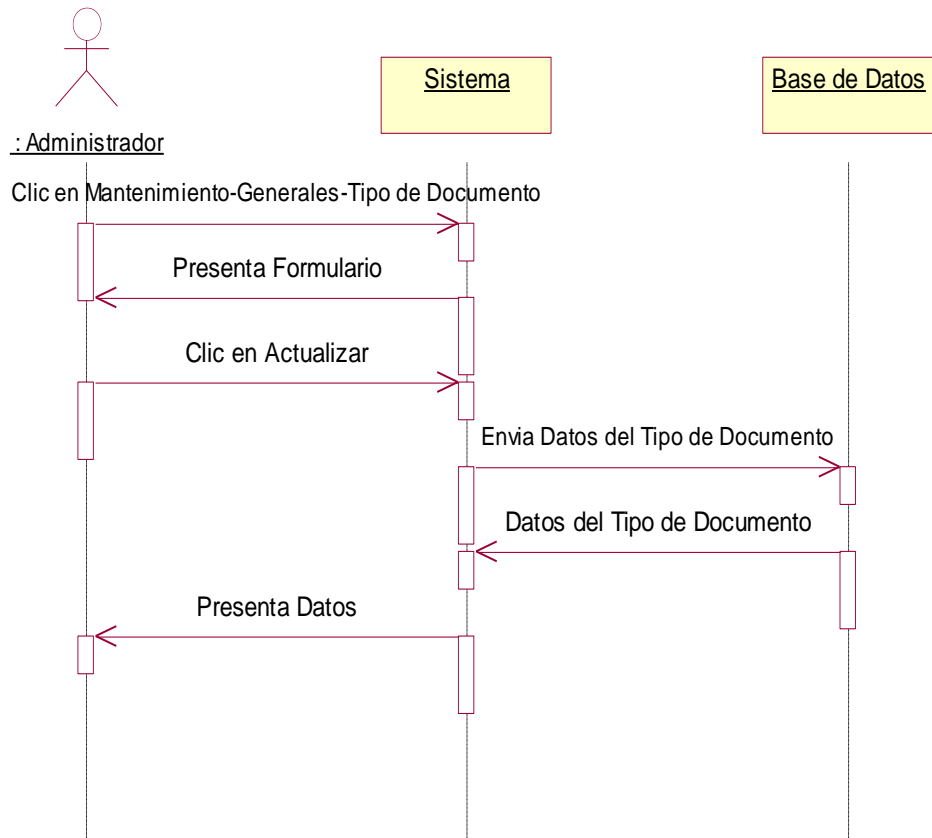 Sistema
Base de Datos
: Administrador
Clic en Mantenimiento-Generales-Tipo de Documento
Presenta Formulario
Clic en Actualizar
Envia Datos del Tipo de Documento
Datos del Tipo de Documento
Presenta Datos